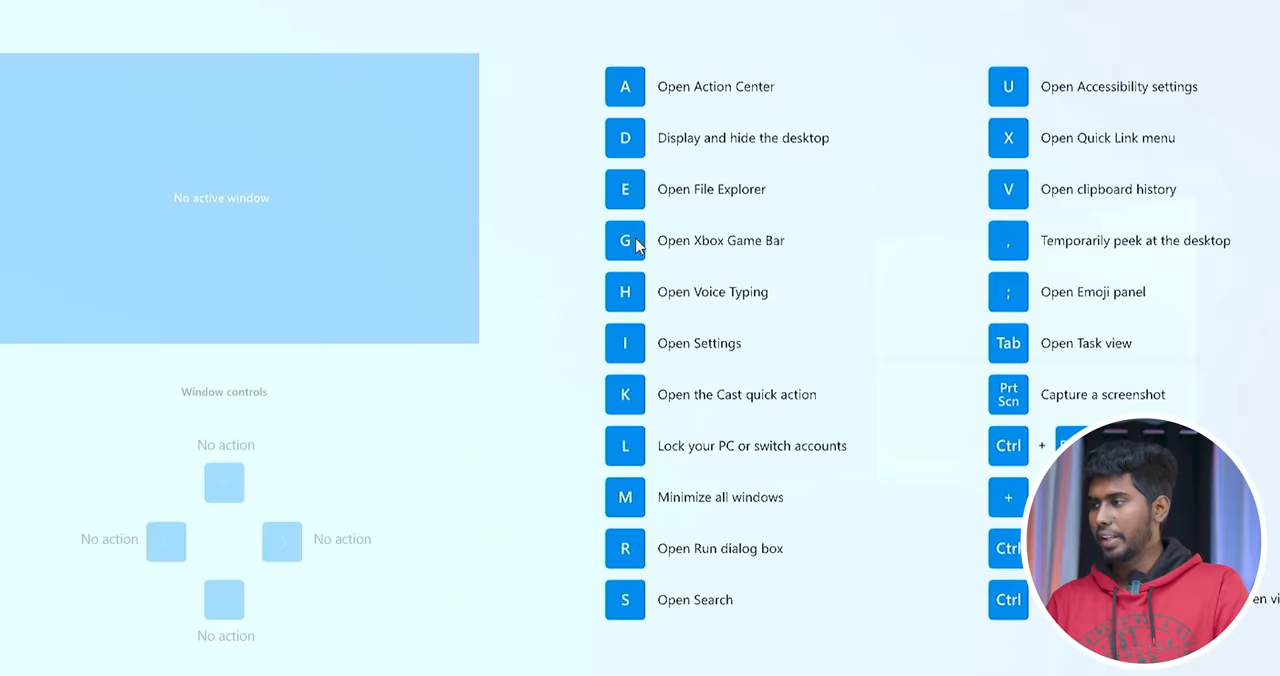 No active window
Window controls
No action
No action
No action
No action
A Open Action Center
D Display and hide the desktop
E Open File Explorer
G Open Xbox Game Bar
H Open Voice Typing
I Open Settings
K Open the Cast quick action
L Lock your PC or switch accounts
M Minimize all windows
R Open Run dialog box
S Open Search
U Open Accessibility settings
X Open Quick Link menu
V Open clipboard history
, Temporarily peek at the desktop
; Open Emoji panel
Tab Open Task view
Prt
Scn
Capture a screenshot
Ctrl +
+
Ctrl
Ctrl